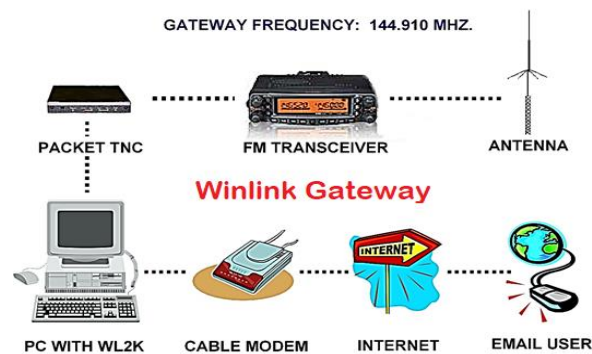 GATEWAY FREQUENCY: 144.910 MHZ.
PACKET TNC
FM TRANSCEIVER
ANTENNA
Winlink Gateway
INTERNET
PC WITH WL2K
CABLE MODEM
INTERNET
EMAIL USER